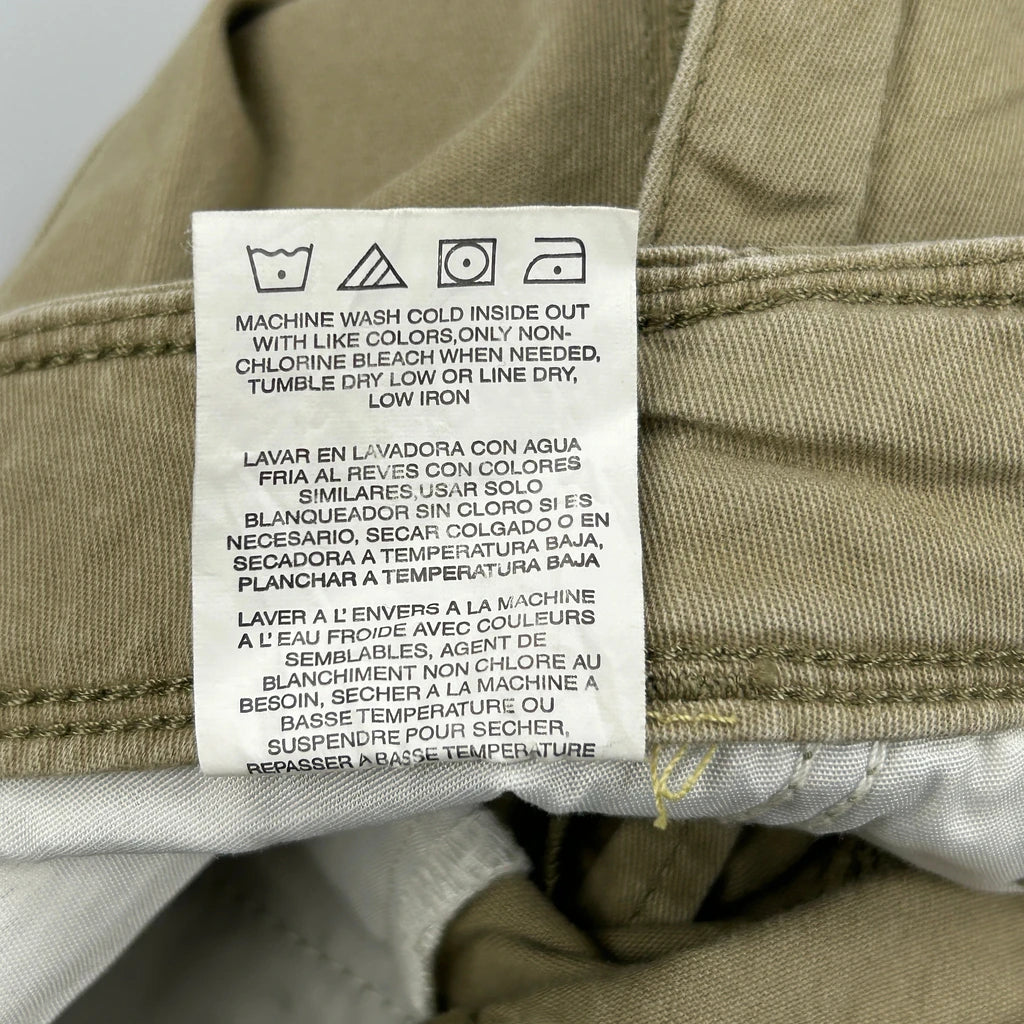 MACHINE WASH COLD INSIDE OUT
WITH LIKE COLORS,ONLY NON-
CHLORINE BLEACH WHEN NEEDED,
TUMBLE DRY LOW OR LINE DRY,
LOW IRON
LAVAR EN LAVADORA CON AGUA
FRIA AL REVES CON COLORES
SIMILARES,USAR SOLO
BLANQUEADOR SIN CLORO SI ES
NECESARIO, SECAR COLGADO O EN
SECADORA A TEMPERATURA BAJA,
PLANCHAR A TEMPERATURA BAJA
LAVER A L'ENVERS A LA MACHINE
A L'EAU FROIDE AVEC COULEURS
SEMBLABLES, AGENT DE
BLANCHIMENT NON CHLORE AU
BESOIN, SECHER A LA MACHINE A
BASSE TEMPERATURE OU
SUSPENDRE POUR SECHER,
REPASSER A BASSE TEMPERATURE